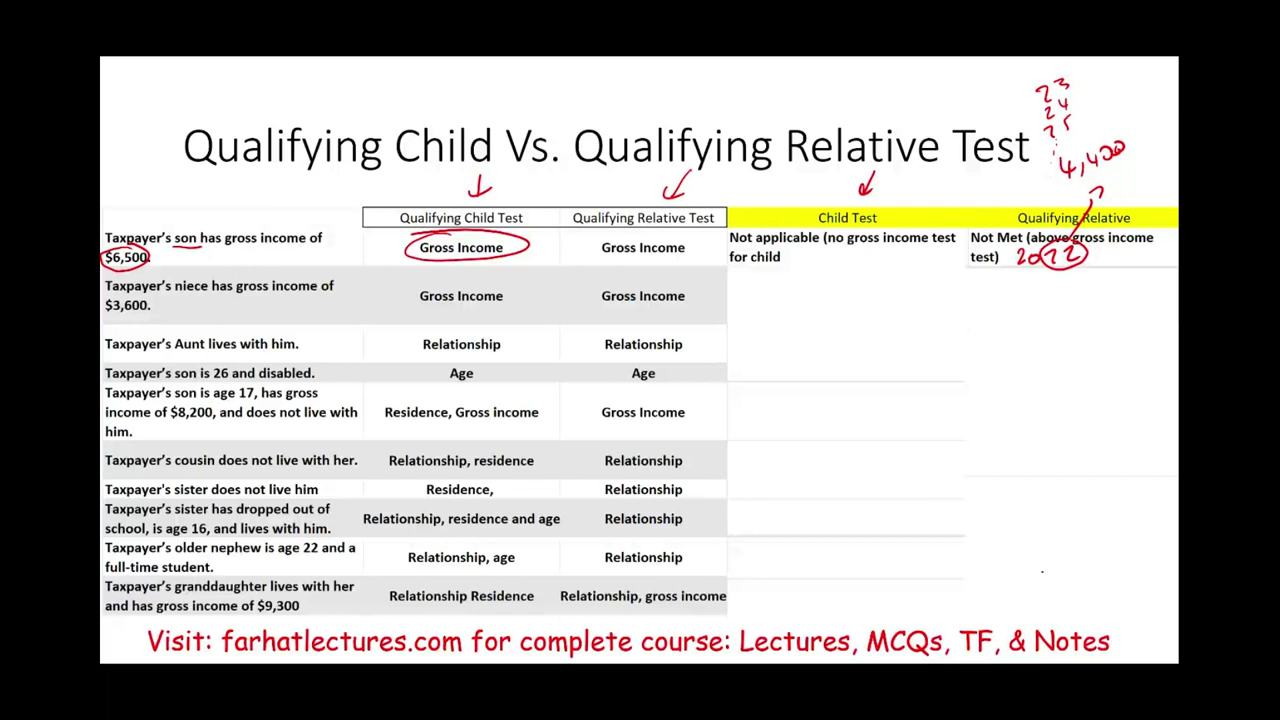 23
24
25
4,400
Qualifying Child Vs. Qualifying Relative Test
Qualifying Child Test
Qualifying Relative Test
Child Test
Qualifying Relative
Taxpayer's son has gross income of
$6,500.
Gross Income
Gross Income
Not applicable (no gross income test
for child
Not Met (above gross income
test)
2022
Taxpayer's niece has gross income of
$3,600.
Gross Income
Gross Income
Taxpayer's Aunt lives with him.
Relationship
Relationship
Taxpayer's son is 26 and disabled.
Age
Age
Taxpayer's son is age 17, has gross
income of $8,200, and does not live with
him.
Residence, Gross income
Gross Income
Taxpayer's cousin does not live with her.
Relationship, residence
Relationship
Taxpayer's sister does not live him
Residence,
Relationship
Taxpayer's sister has dropped out of
school, is age 16, and lives with him.
Relationship, residence and age
Relationship
Taxpayer's older nephew is age 22 and a
full-time student.
Relationship, age
Relationship
Taxpayer's granddaughter lives with her
and has gross income of $9,300
Relationship Residence
Relationship, gross income
Visit: farhatlectures.com for complete course: Lectures, MCQs, TF, & Notes